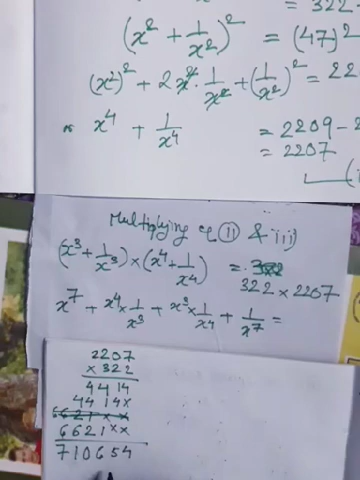 = 322 -
(x² + 1/x²)² = (47)²
(x²)² + 2x² · 1/x² + (1/x²)² = 22
x⁴ + 1/x⁴ = 2209 - 2
= 2207
Multiplying eq (ii) & (iii)
(x³ + 1/x³) × (x⁴ + 1/x⁴) =
322 × 2207
x⁷ + x⁴ × 1/x³ + x³ × 1/x⁴ + 1/x⁷ =
2207
× 322
4414
4414×
6621××
6621××
710654